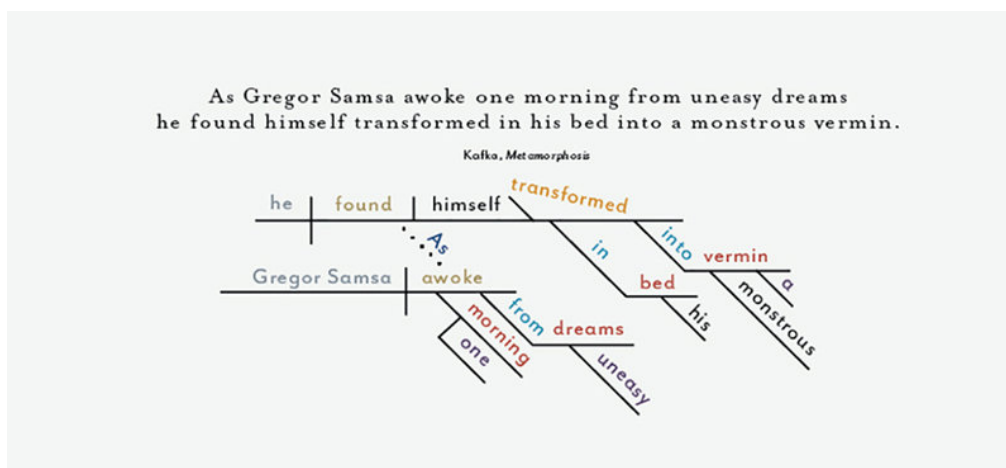 As Gregor Samsa awoke one morning from uneasy dreams
he found himself transformed in his bed into a monstrous vermin.
Kafka, Metamorphosis
he found himself transformed
As
in
into vermin
a
bed
his
monstrous
Gregor Samsa awoke
morning
one
from dreams
uneasy